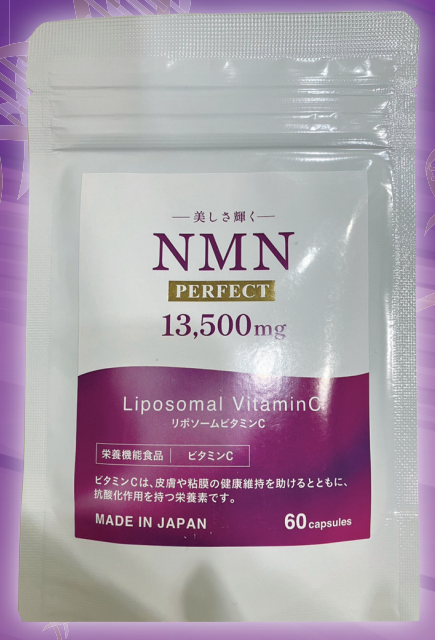 美しさ輝く
NMN
PERFECT
13,500mg
Liposomal VitaminC
リポソームビタミンC
栄養機能食品 ビタミンC
ビタミンCは、皮膚や粘膜の健康維持を助けるとともに、
抗酸化作用を持つ栄養素です。
MADE IN JAPAN 60capsules